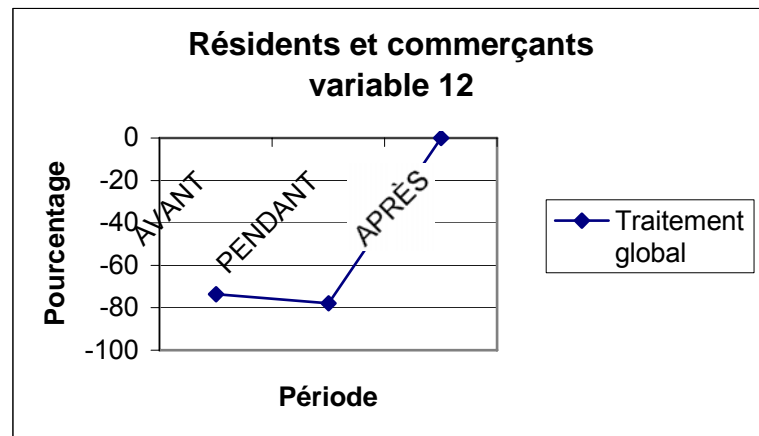 Résidents et commerçants
variable 12
0
-20
-40
-60
-80
-100
Pourcentage
AVANT
PENDANT
APRÈS
Période
Traitement
global